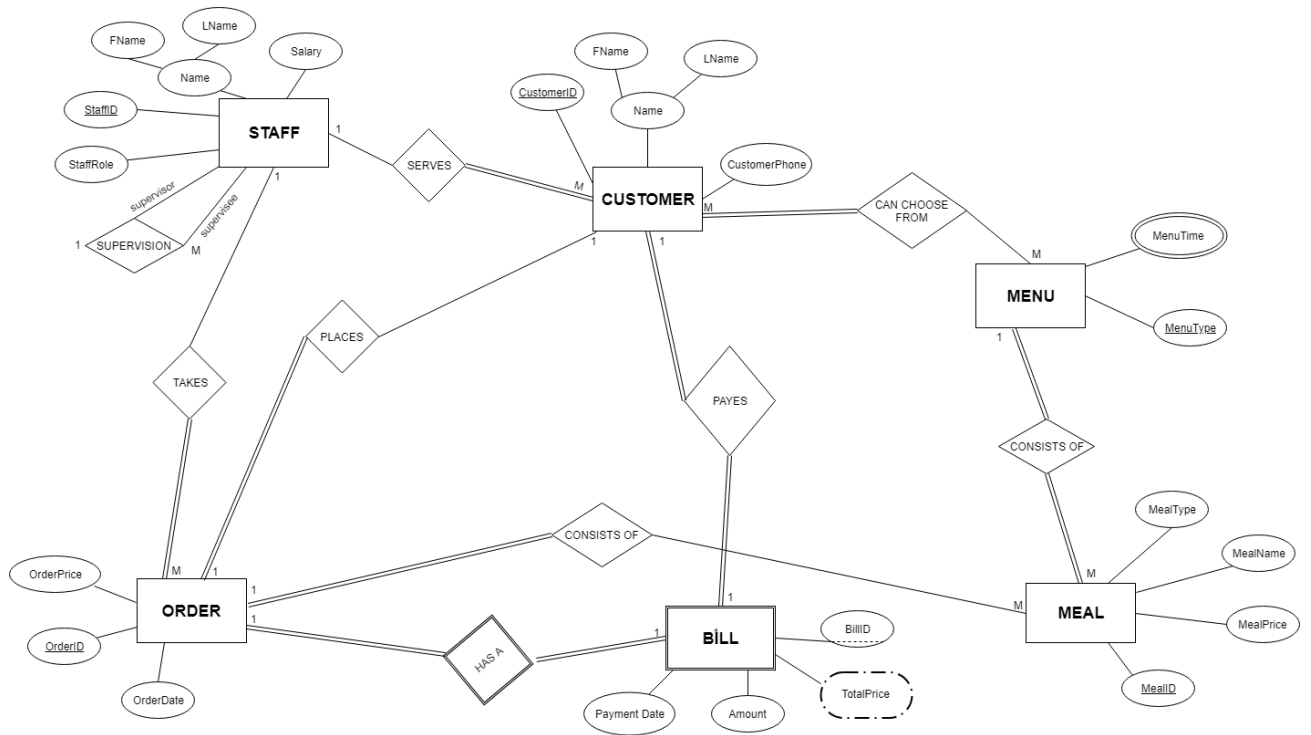 LName
FName
Salary
Name
StaffID
STAFF
StaffRole
1
SERVES
M
supervisor
supervisee
1
SUPERVISION
M
1
FName
LName
CustomerID
Name
CUSTOMER
CustomerPhone
M
1
1
CAN CHOOSE
FROM
M
MenuTime
MENU
MenuType
1
PLACES
TAKES
PAYES
CONSISTS OF
MealType
MealName
MealPrice
MEAL
MealID
M
M
CONSISTS OF
OrderPrice
M
1
1
ORDER
1
OrderID
OrderDate
HAS A
1
1
BİLL
BillID
TotalPrice
Payment Date
Amount